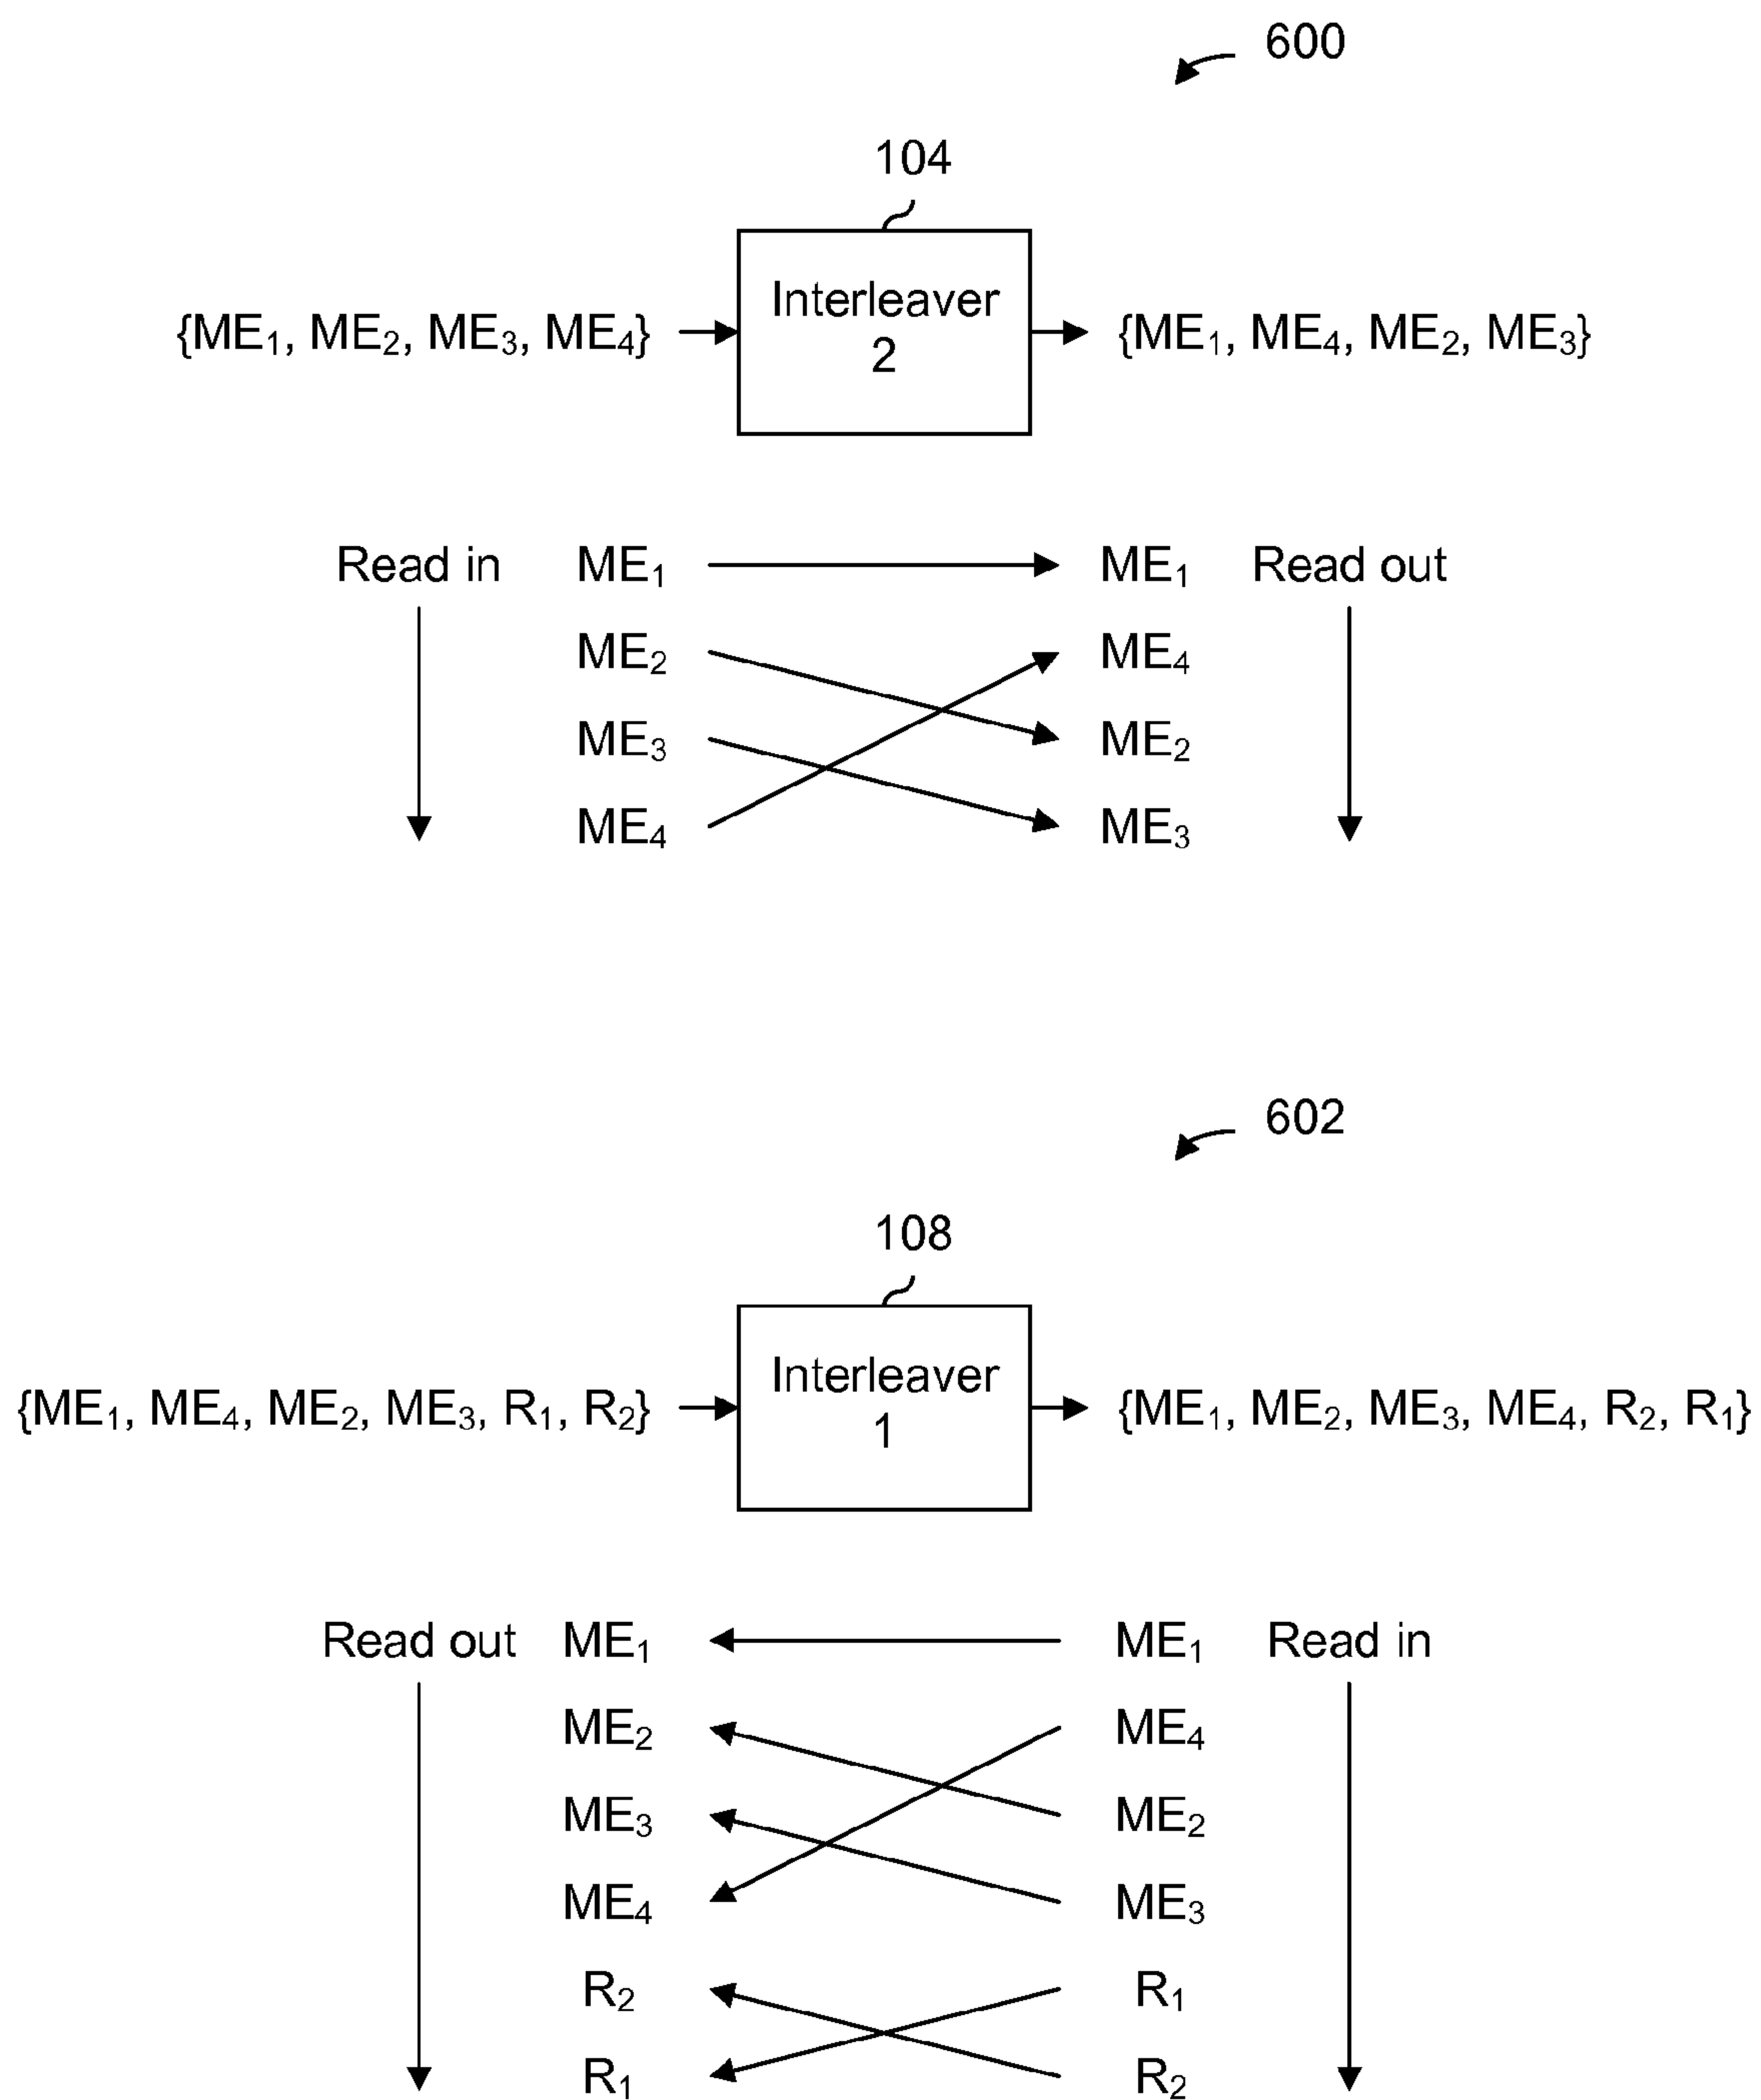 600
104
Interleaver
2
{ME₁, ME₂, ME₃, ME₄}
{ME₁, ME₄, ME₂, ME₃}
Read in ME₁ ME₁ Read out
ME₂ ME₄
ME₃ ME₂
ME₄ ME₃
602
108
Interleaver
1
{ME₁, ME₄, ME₂, ME₃, R₁, R₂}
{ME₁, ME₂, ME₃, ME₄, R₂, R₁}
Read out ME₁ ME₁ Read in
ME₂ ME₄
ME₃ ME₂
ME₄ ME₃
R₂ R₁
R₁ R₂